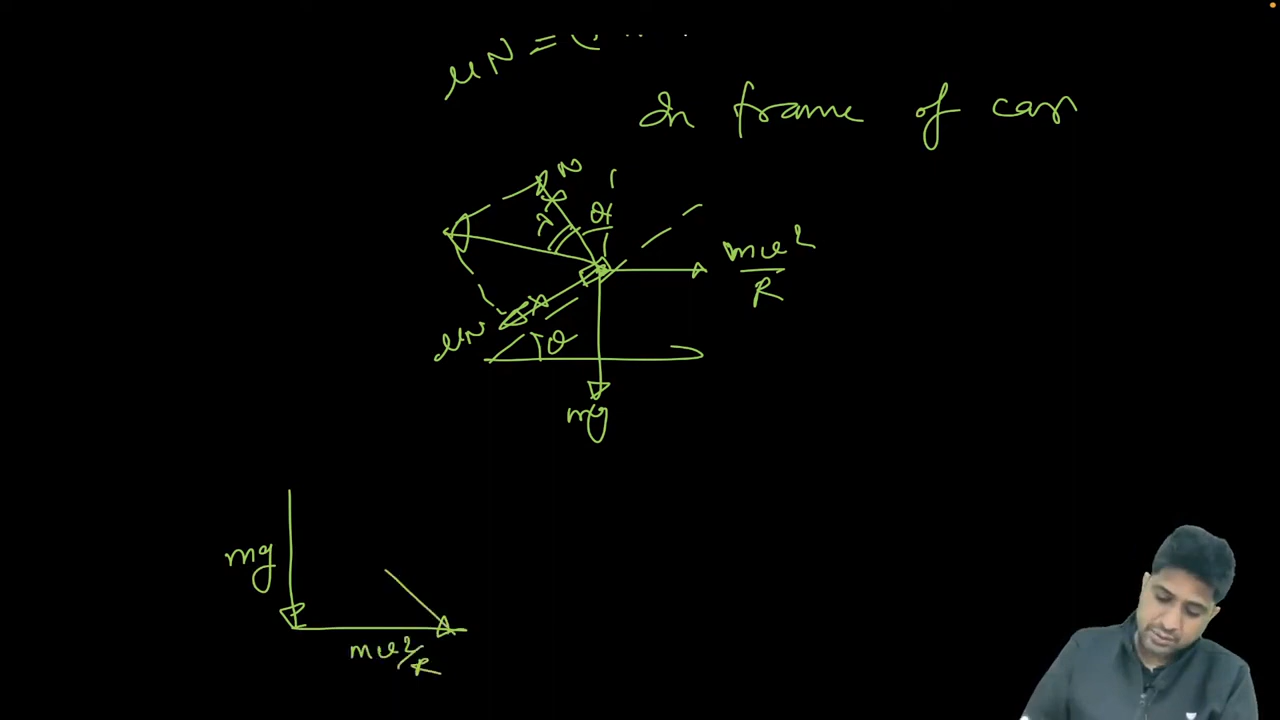 μN =
In frame of car
N
λ
θ
mv²/R
μN
θ
mg
mg
mv²/R